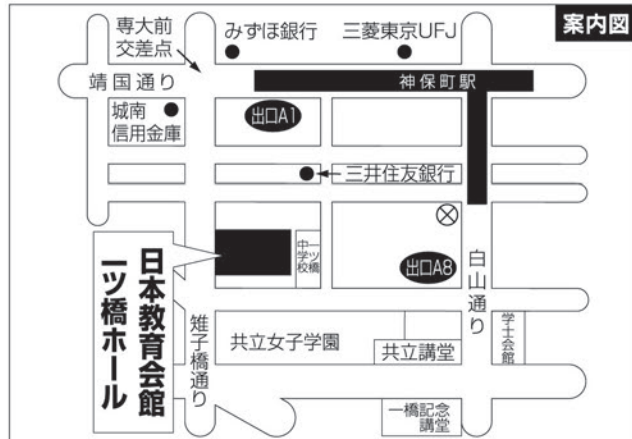 案内図
専大前
交差点
みずほ銀行
三菱東京UFJ
靖国通り
神保町駅
城南
信用金庫
出口A1
三井住友銀行
一ツ橋
中学校
出口A8
白山通り
日本教育会館
一ツ橋ホール
雉子橋通り
共立女子学園
共立講堂
学士会館
一橋記念
講堂